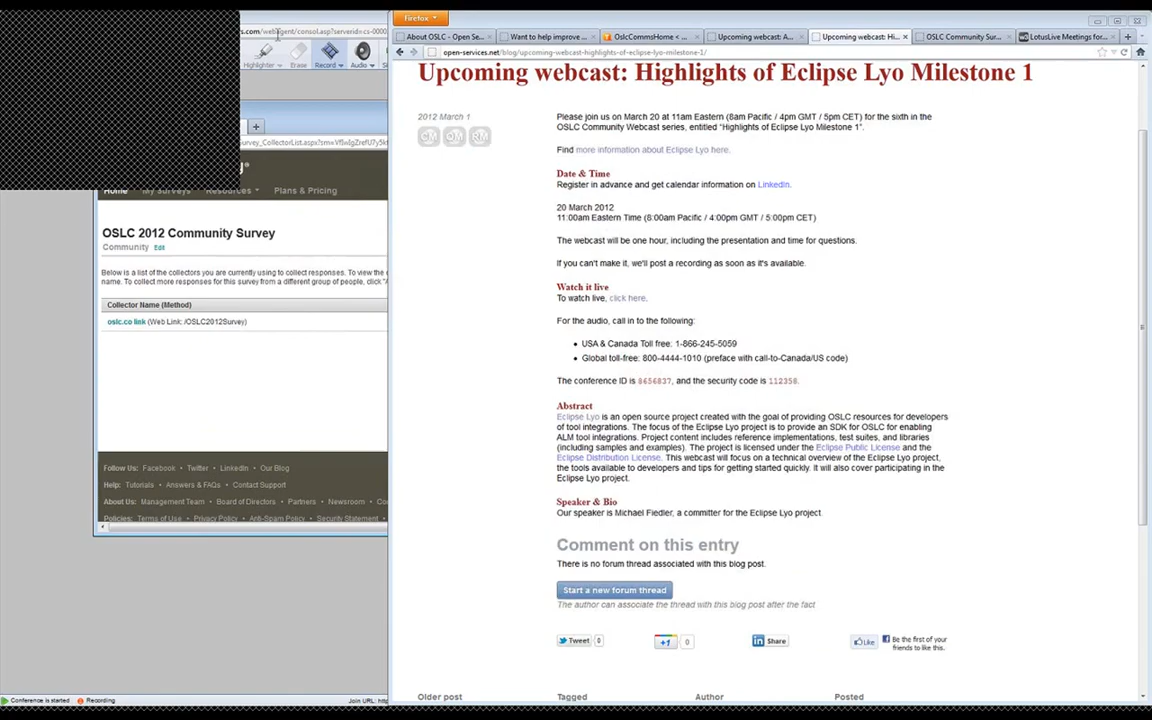 s.com/webagent/consol.asp?serverid=cs-0000
Highlighter
Erase
Record
Audio
Survey_CollectorList.aspx?
Home
My Surveys
Resources
Plans & Pricing
OSLC 2012 Community Survey
Community Edit
Below is a list of the collectors you are currently using to collect responses. To view the
name. To collect more responses for this survey from a different group of people, click
Collector Name (Method)
oslc.co link (Web Link: /OSLC2012Survey)
Follow Us: Facebook • Twitter • LinkedIn • Our Blog
Help: Tutorials • Answers & FAQs • Contact Support
About Us: Management Team • Board of Directors • Partners • Newsroom • Co
Policies: Terms of Use • Privacy Policy • Anti-Spam Policy • Security Statement •
Conference is started
Recording
Join URL:
Firefox
About OSLC - Open Se...
Want to help improve...
OslcCommsHome < ...
Upcoming webcast: A...
Upcoming webcast: Hi...
OSLC Community Sur...
LotusLive Meetings for...
open-services.net/blog/upcoming-webcast-highlights-of-eclipse-lyo-milestone-1/
Upcoming webcast: Highlights of Eclipse Lyo Milestone 1
2012 March 1
CM
QM
RM
Please join us on March 20 at 11am Eastern (8am Pacific / 4pm GMT / 5pm CET) for the sixth in the
OSLC Community Webcast series, entitled "Highlights of Eclipse Lyo Milestone 1".
Find more information about Eclipse Lyo here.
Date & Time
Register in advance and get calendar information on LinkedIn.
20 March 2012
11:00am Eastern Time (8:00am Pacific / 4:00pm GMT / 5:00pm CET)
The webcast will be one hour, including the presentation and time for questions.
If you can't make it, we'll post a recording as soon as it's available.
Watch it live
To watch live, click here.
For the audio, call in to the following:
• USA & Canada Toll free: 1-866-245-5059
• Global toll-free: 800-4444-1010 (preface with call-to-Canada/US code)
The conference ID is 8656837, and the security code is 112358.
Abstract
Eclipse Lyo is an open source project created with the goal of providing OSLC resources for developers
of tool integrations. The focus of the Eclipse Lyo project is to provide an SDK for OSLC for enabling
ALM tool integrations. Project content includes reference implementations, test suites, and libraries
(including samples and examples). The project is licensed under the Eclipse Public License and the
Eclipse Distribution License. This webcast will focus on a technical overview of the Eclipse Lyo project,
the tools available to developers and tips for getting started quickly. It will also cover participating in the
Eclipse Lyo project.
Speaker & Bio
Our speaker is Michael Fiedler, a committer for the Eclipse Lyo project
Comment on this entry
There is no forum thread associated with this blog post.
Start a new forum thread
The author can associate the thread with this blog post after the fact
Tweet 0
+1 0
Share
Like
Be the first of your
friends to like this.
Older post
Tagged
Author
Posted